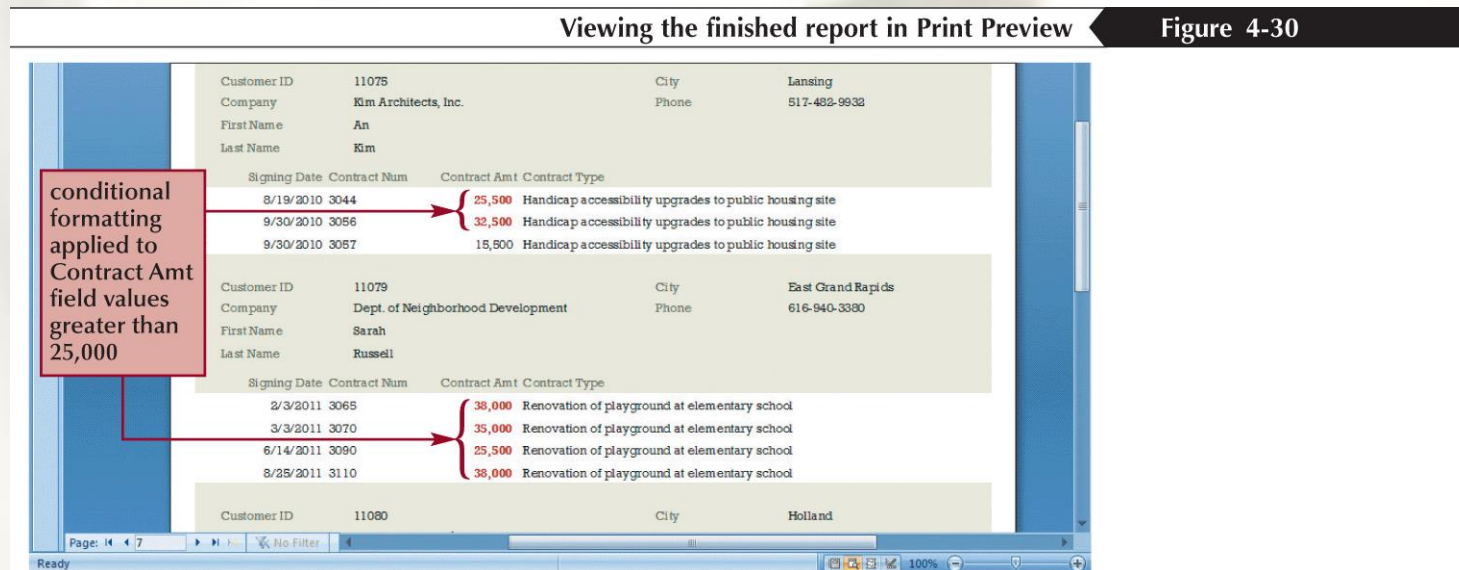 Viewing the finished report in Print Preview
Figure 4-30
Customer ID 11075 City Lansing
Company Kim Architects, Inc. Phone 517-482-9932
First Name An
Last Name Kim
Signing Date Contract Num Contract Amt Contract Type
8/19/2010 3044 25,500 Handicap accessibility upgrades to public housing site
9/30/2010 3056 32,500 Handicap accessibility upgrades to public housing site
9/30/2010 3057 15,500 Handicap accessibility upgrades to public housing site
conditional
formatting
applied to
Contract Amt
field values
greater than
25,000
Customer ID 11079 City East Grand Rapids
Company Dept. of Neighborhood Development Phone 616-940-3380
First Name Sarah
Last Name Russell
Signing Date Contract Num Contract Amt Contract Type
2/3/2011 3065 38,000 Renovation of playground at elementary school
3/3/2011 3070 35,000 Renovation of playground at elementary school
6/14/2011 3090 25,500 Renovation of playground at elementary school
8/25/2011 3110 38,000 Renovation of playground at elementary school
Customer ID 11080 City Holland
Page: 7 No Filter
Ready 100%